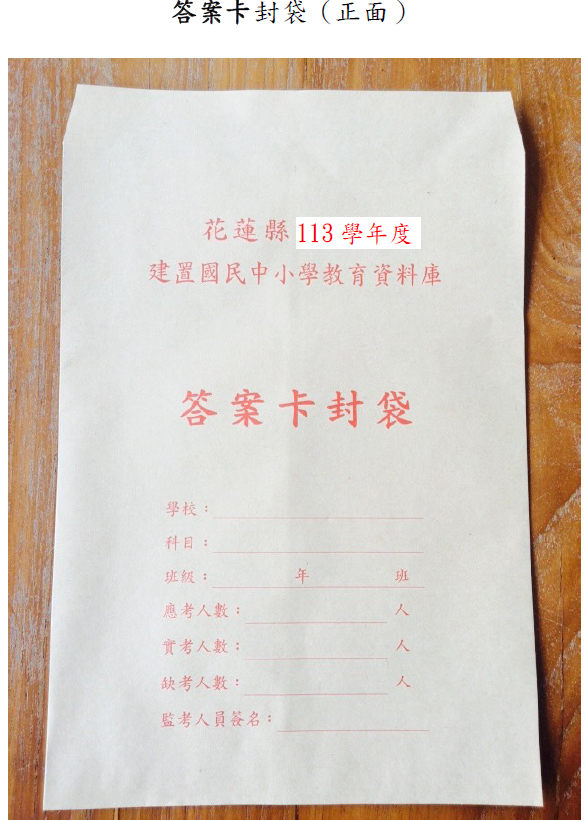 答案卡封袋（正面）
花蓮縣 113 學年度
建置國民中小學教育資料庫
答案卡封袋
學校：
科目：
班級： 年 班
應考人數： 人
實考人數： 人
缺考人數： 人
監考人員簽名：